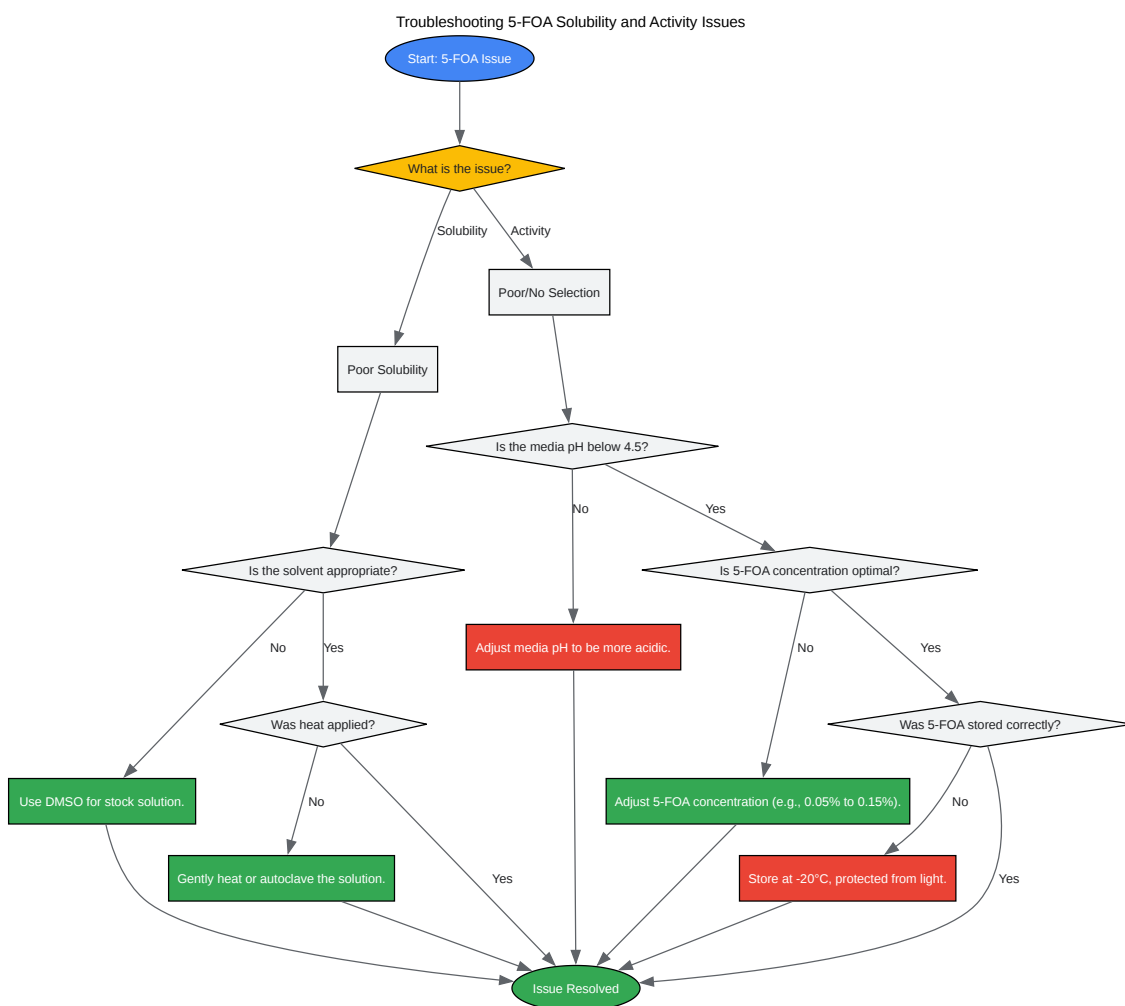 Troubleshooting 5-FOA Solubility and Activity Issues
Start: 5-FOA Issue
What is the issue?
Solubility
Activity
Poor/No Selection
Poor Solubility
Is the media pH below 4.5?
No
Yes
Is the solvent appropriate?
Is 5-FOA concentration optimal?
Adjust media pH to be more acidic.
No
Yes
No
Yes
Was heat applied?
Was 5-FOA stored correctly?
Use DMSO for stock solution.
No
Adjust 5-FOA concentration (e.g., 0.05% to 0.15%).
No
Gently heat or autoclave the solution.
Yes
Store at -20°C, protected from light.
Yes
Issue Resolved